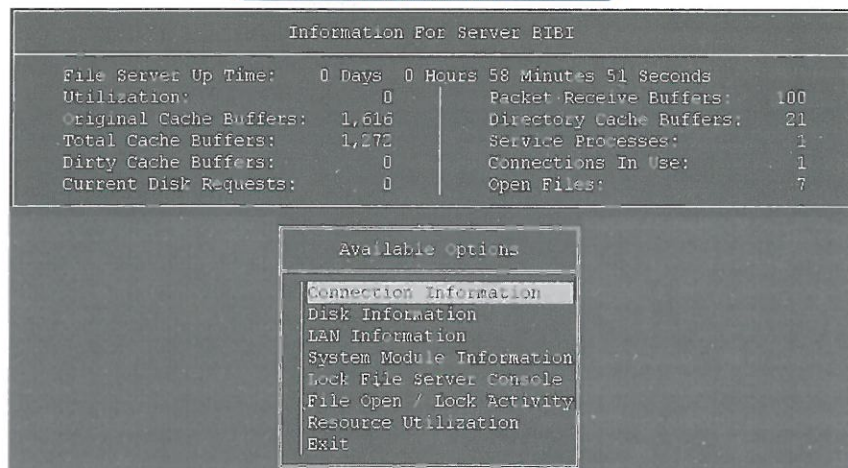 Information For Server BIBI
File Server Up Time: 0 Days 0 Hours 58 Minutes 51 Seconds
Utilization: 0 Packet Receive Buffers: 100
Original Cache Buffers: 1,616 Directory Cache Buffers: 21
Total Cache Buffers: 1,272 Service Processes: 1
Dirty Cache Buffers: 0 Connections In Use: 1
Current Disk Requests: 0 Open Files: 7
Available Options
Connection Information
Disk Information
LAN Information
System Module Information
Lock File Server Console
File Open / Lock Activity
Resource Utilization
Exit